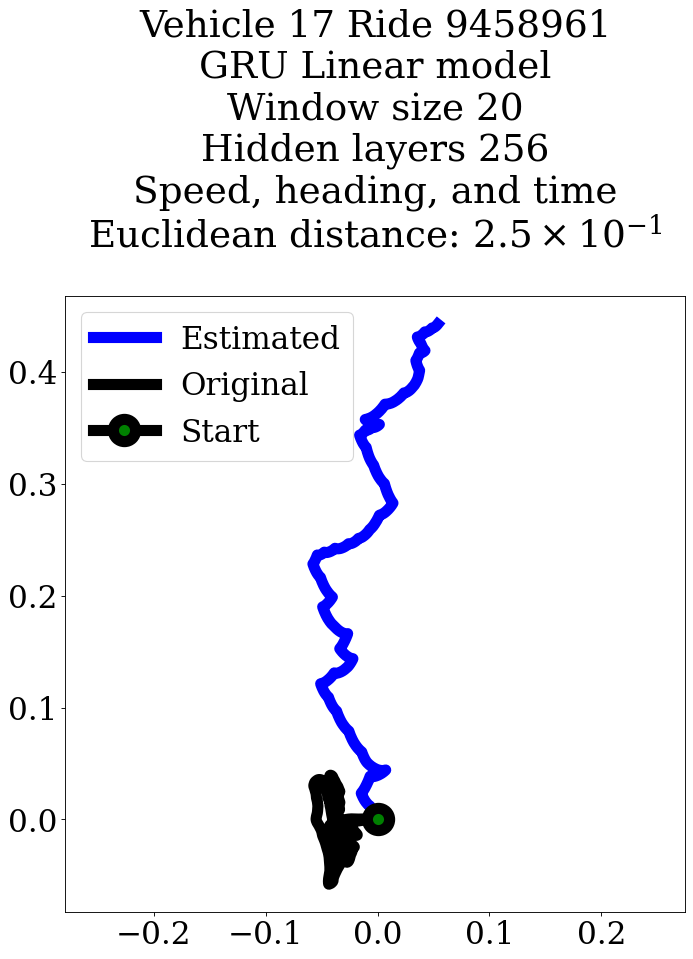 Vehicle 17 Ride 9458961
GRU Linear model
Window size 20
Hidden layers 256
Speed, heading, and time
Euclidean distance: 2.5 × 10⁻¹
Estimated
Original
Start
0.4
0.3
0.2
0.1
0.0
−0.2 −0.1 0.0 0.1 0.2